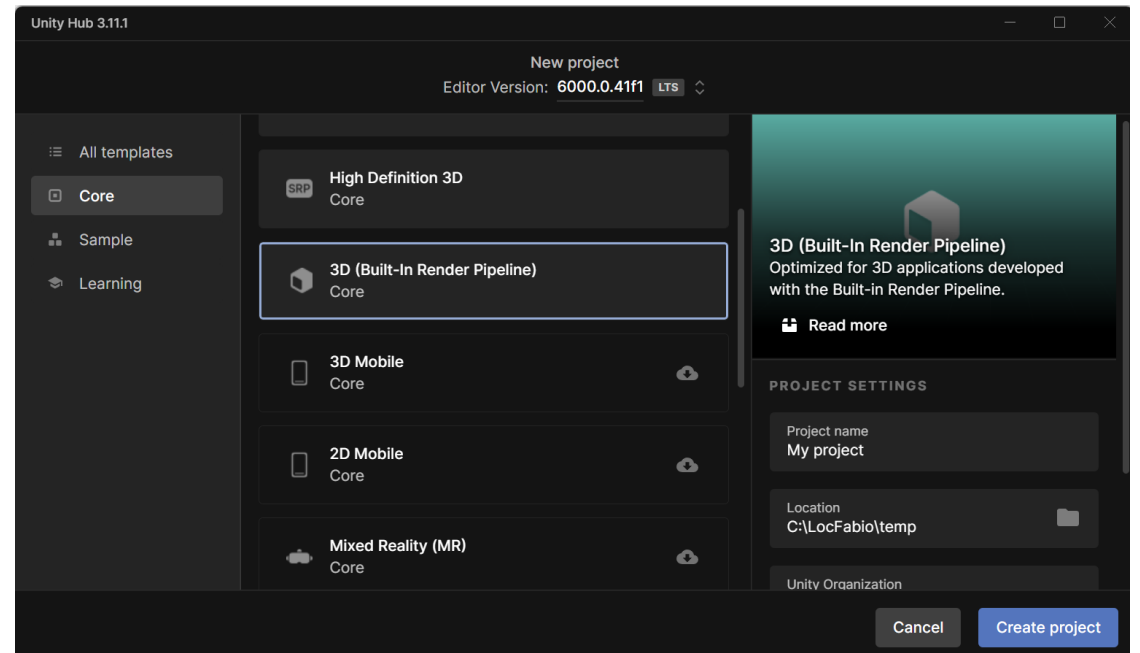 Unity Hub 3.11.1
New project
Editor Version: 6000.0.41f1 LTS
All templates
Core
Sample
Learning
SRP
High Definition 3D
Core
3D (Built-In Render Pipeline)
Core
3D Mobile
Core
2D Mobile
Core
Mixed Reality (MR)
Core
3D (Built-In Render Pipeline)
Optimized for 3D applications developed
with the Built-in Render Pipeline.
Read more
PROJECT SETTINGS
Project name
My project
Location
C:\LocFabio\temp
Unity Organization
Cancel
Create project